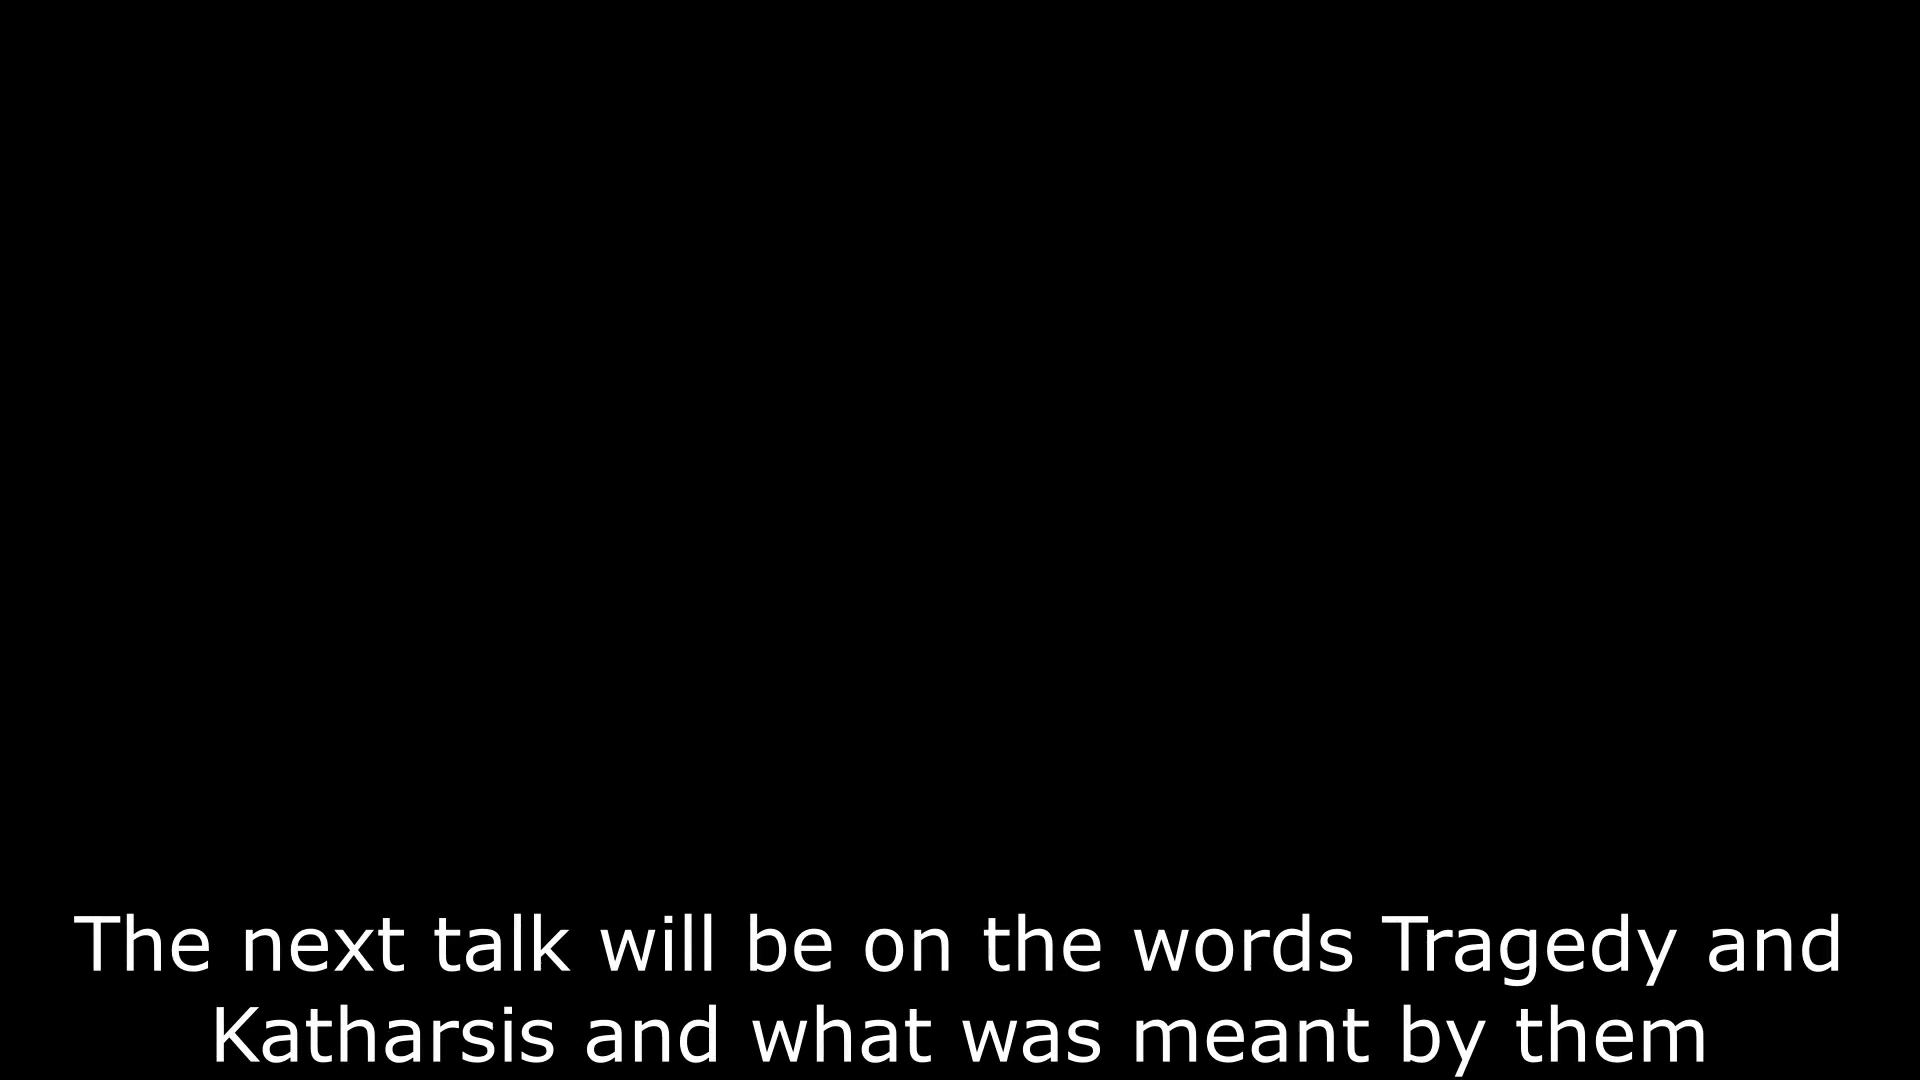 The next talk will be on the words Tragedy and
Katharsis and what was meant by them